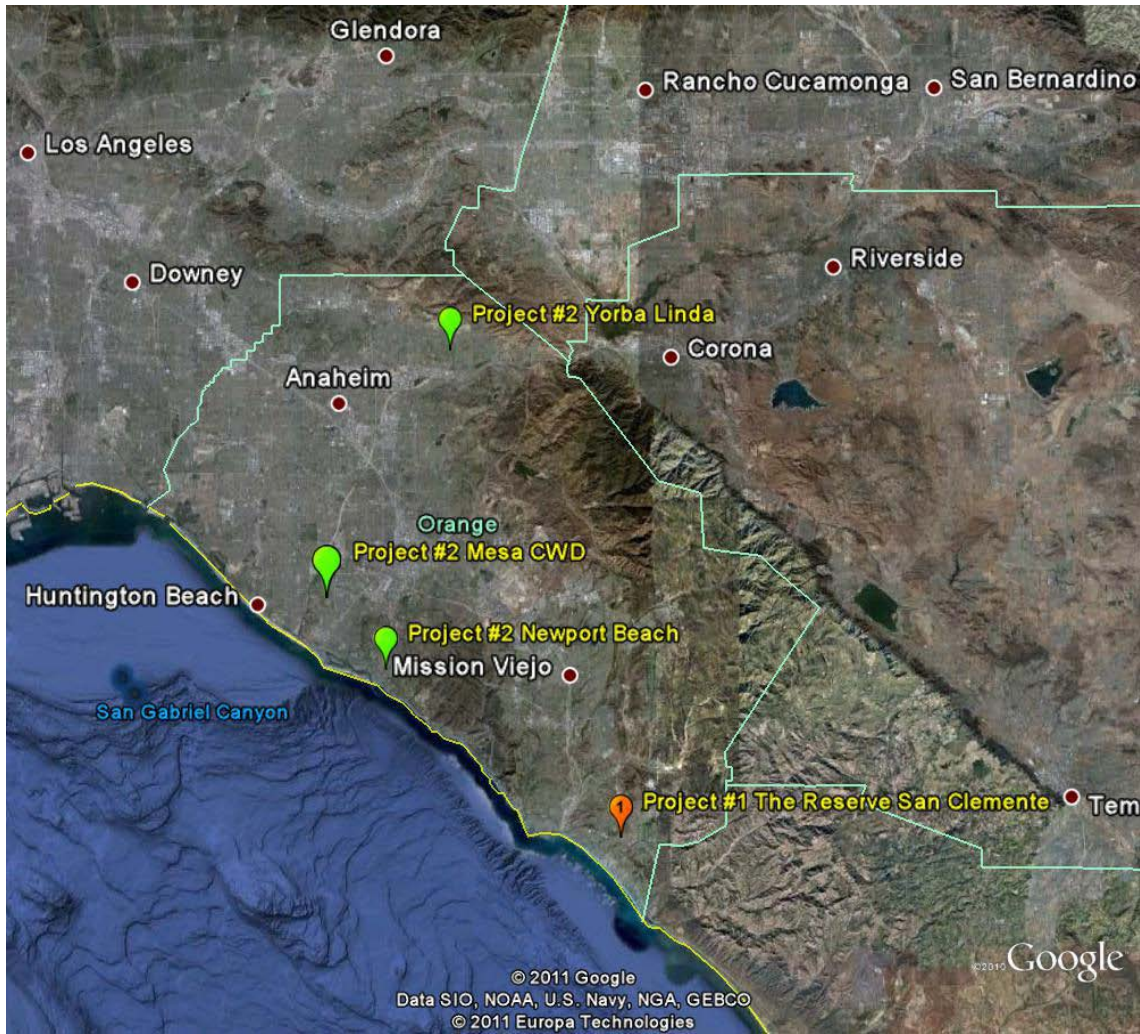 Glendora
Rancho Cucamonga
San Bernardino
Los Angeles
Riverside
Downey
Project #2 Yorba Linda
Corona
Anaheim
Orange
Project #2 Mesa CWD
Huntington Beach
Project #2 Newport Beach
Mission Viejo
San Gabriel Canyon
1
Project #1 The Reserve San Clemente
Tem
©2010 Google
© 2011 Google
Data SIO, NOAA, U.S. Navy, NGA, GEBCO
© 2011 Europa Technologies